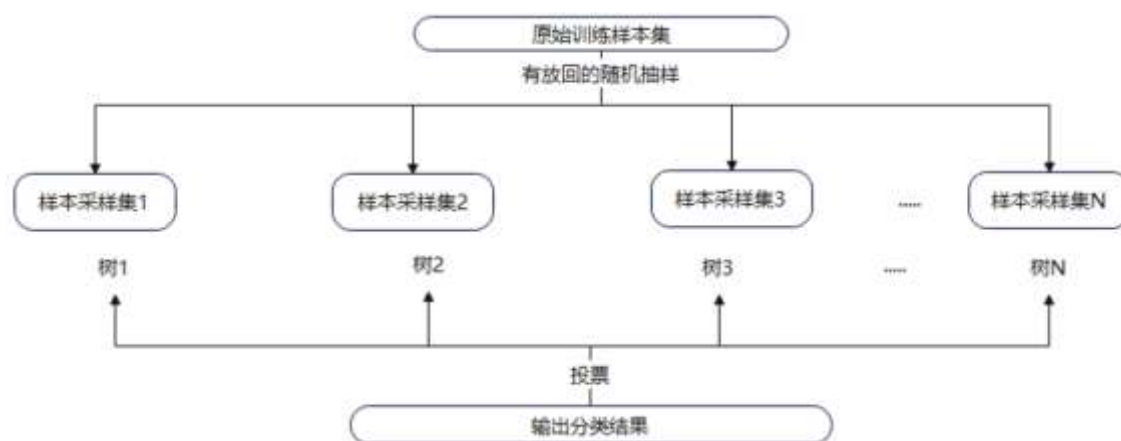 原始训练样本集
有放回的随机抽样
样本采样集1 样本采样集2 样本采样集3 ..... 样本采样集N
树1 树2 树3 ..... 树N
投票
输出分类结果